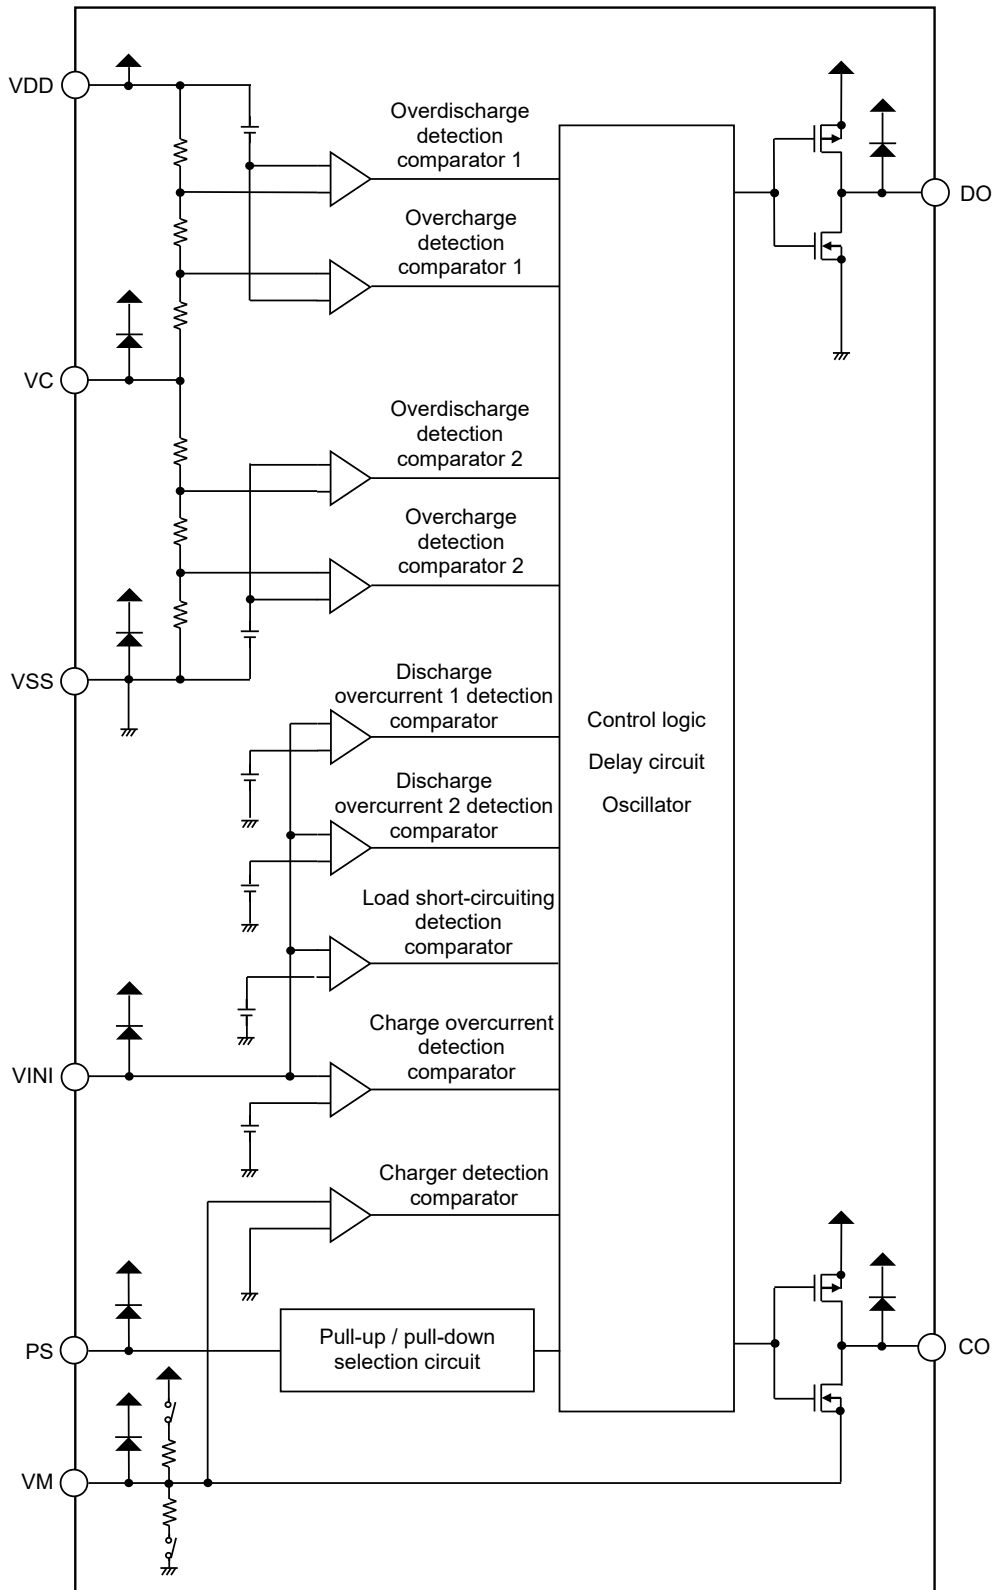 VDD
Overdischarge
detection
comparator 1
DO
Overcharge
detection
comparator 1
VC
Overdischarge
detection
comparator 2
Overcharge
detection
comparator 2
VSS
Discharge
overcurrent 1 detection
comparator
Control logic
Delay circuit
Oscillator
Discharge
overcurrent 2 detection
comparator
Load short-circuiting
detection
comparator
Charge overcurrent
detection
comparator
VINI
Charger detection
comparator
PS
Pull-up / pull-down
selection circuit
CO
VM